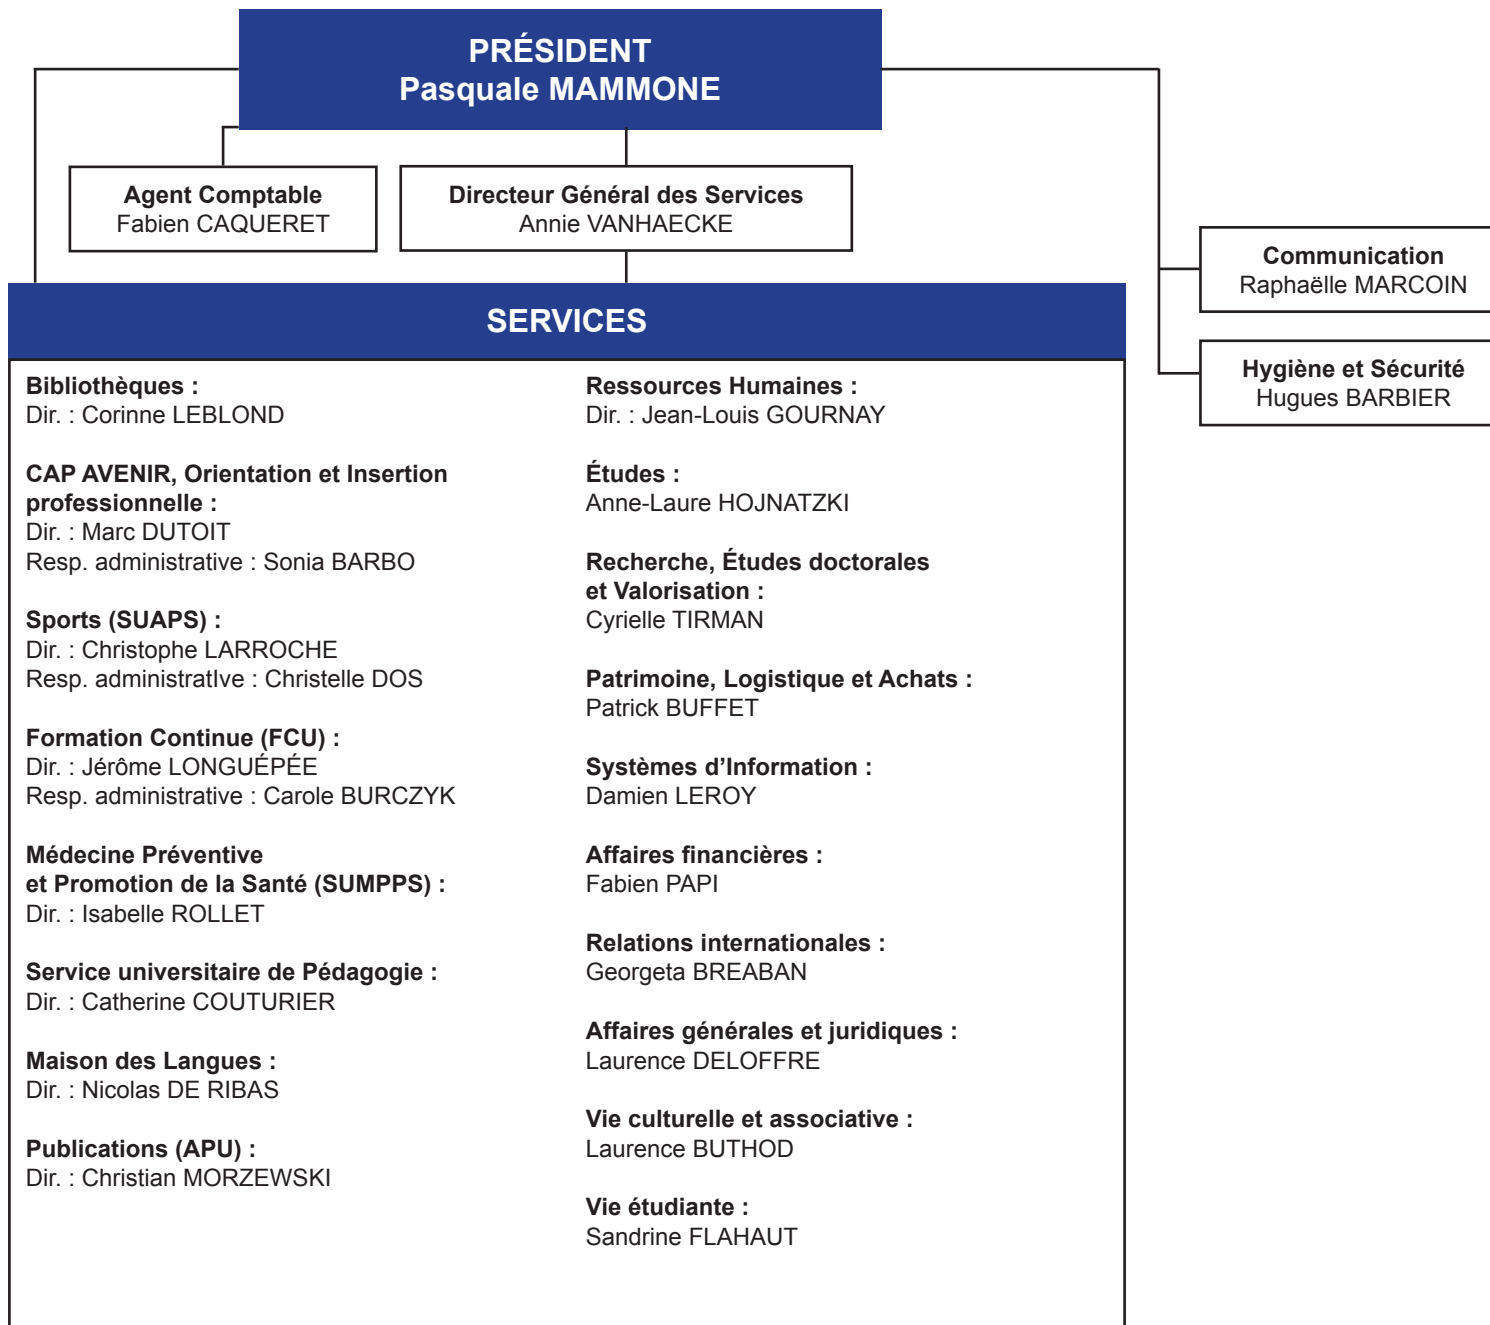 PRÉSIDENT
Pasquale MAMMONE
Agent Comptable
Fabien CAQUERET
Directeur Général des Services
Annie VANHAECKE
Communication
Raphaëlle MARCOIN
Hygiène et Sécurité
Hugues BARBIER
SERVICES
Bibliothèques :
Dir. : Corinne LEBLOND
CAP AVENIR, Orientation et Insertion
professionnelle :
Dir. : Marc DUTOIT
Resp. administrative : Sonia BARBO
Sports (SUAPS) :
Dir. : Christophe LARROCHE
Resp. administratIve : Christelle DOS
Formation Continue (FCU) :
Dir. : Jérôme LONGUÉPÉE
Resp. administrative : Carole BURCZYK
Médecine Préventive
et Promotion de la Santé (SUMPPS) :
Dir. : Isabelle ROLLET
Service universitaire de Pédagogie :
Dir. : Catherine COUTURIER
Maison des Langues :
Dir. : Nicolas DE RIBAS
Publications (APU) :
Dir. : Christian MORZEWSKI
Ressources Humaines :
Dir. : Jean-Louis GOURNAY
Études :
Anne-Laure HOJNATZKI
Recherche, Études doctorales
et Valorisation :
Cyrielle TIRMAN
Patrimoine, Logistique et Achats :
Patrick BUFFET
Systèmes d’Information :
Damien LEROY
Affaires financières :
Fabien PAPI
Relations internationales :
Georgeta BREABAN
Affaires générales et juridiques :
Laurence DELOFFRE
Vie culturelle et associative :
Laurence BUTHOD
Vie étudiante :
Sandrine FLAHAUT